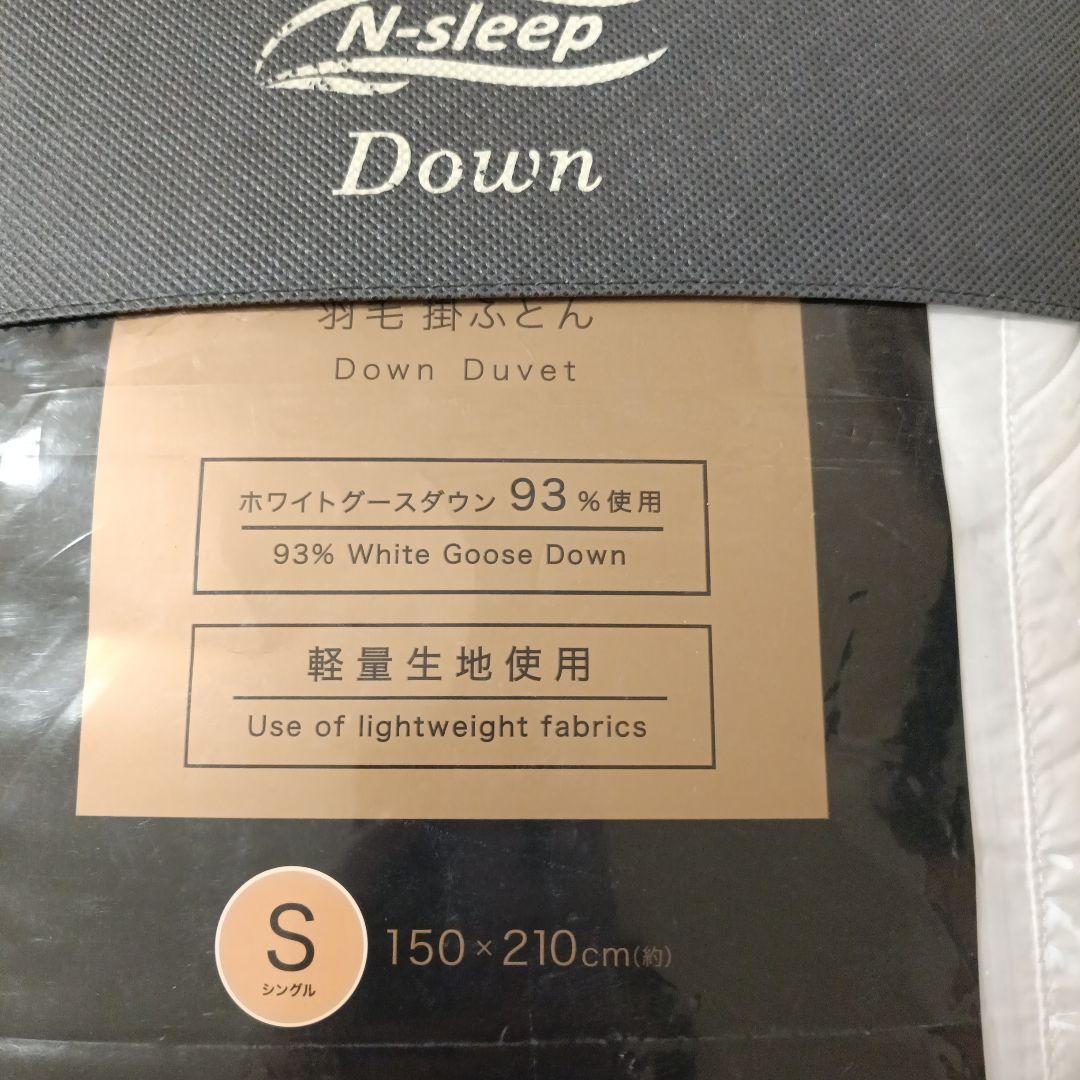 N-sleep
Down
羽毛掛ふとん
Down Duvet
ホワイトグースダウン 93 %使用
93% White Goose Down
軽量生地使用
Use of lightweight fabrics
S
シングル
150×210cm(約)